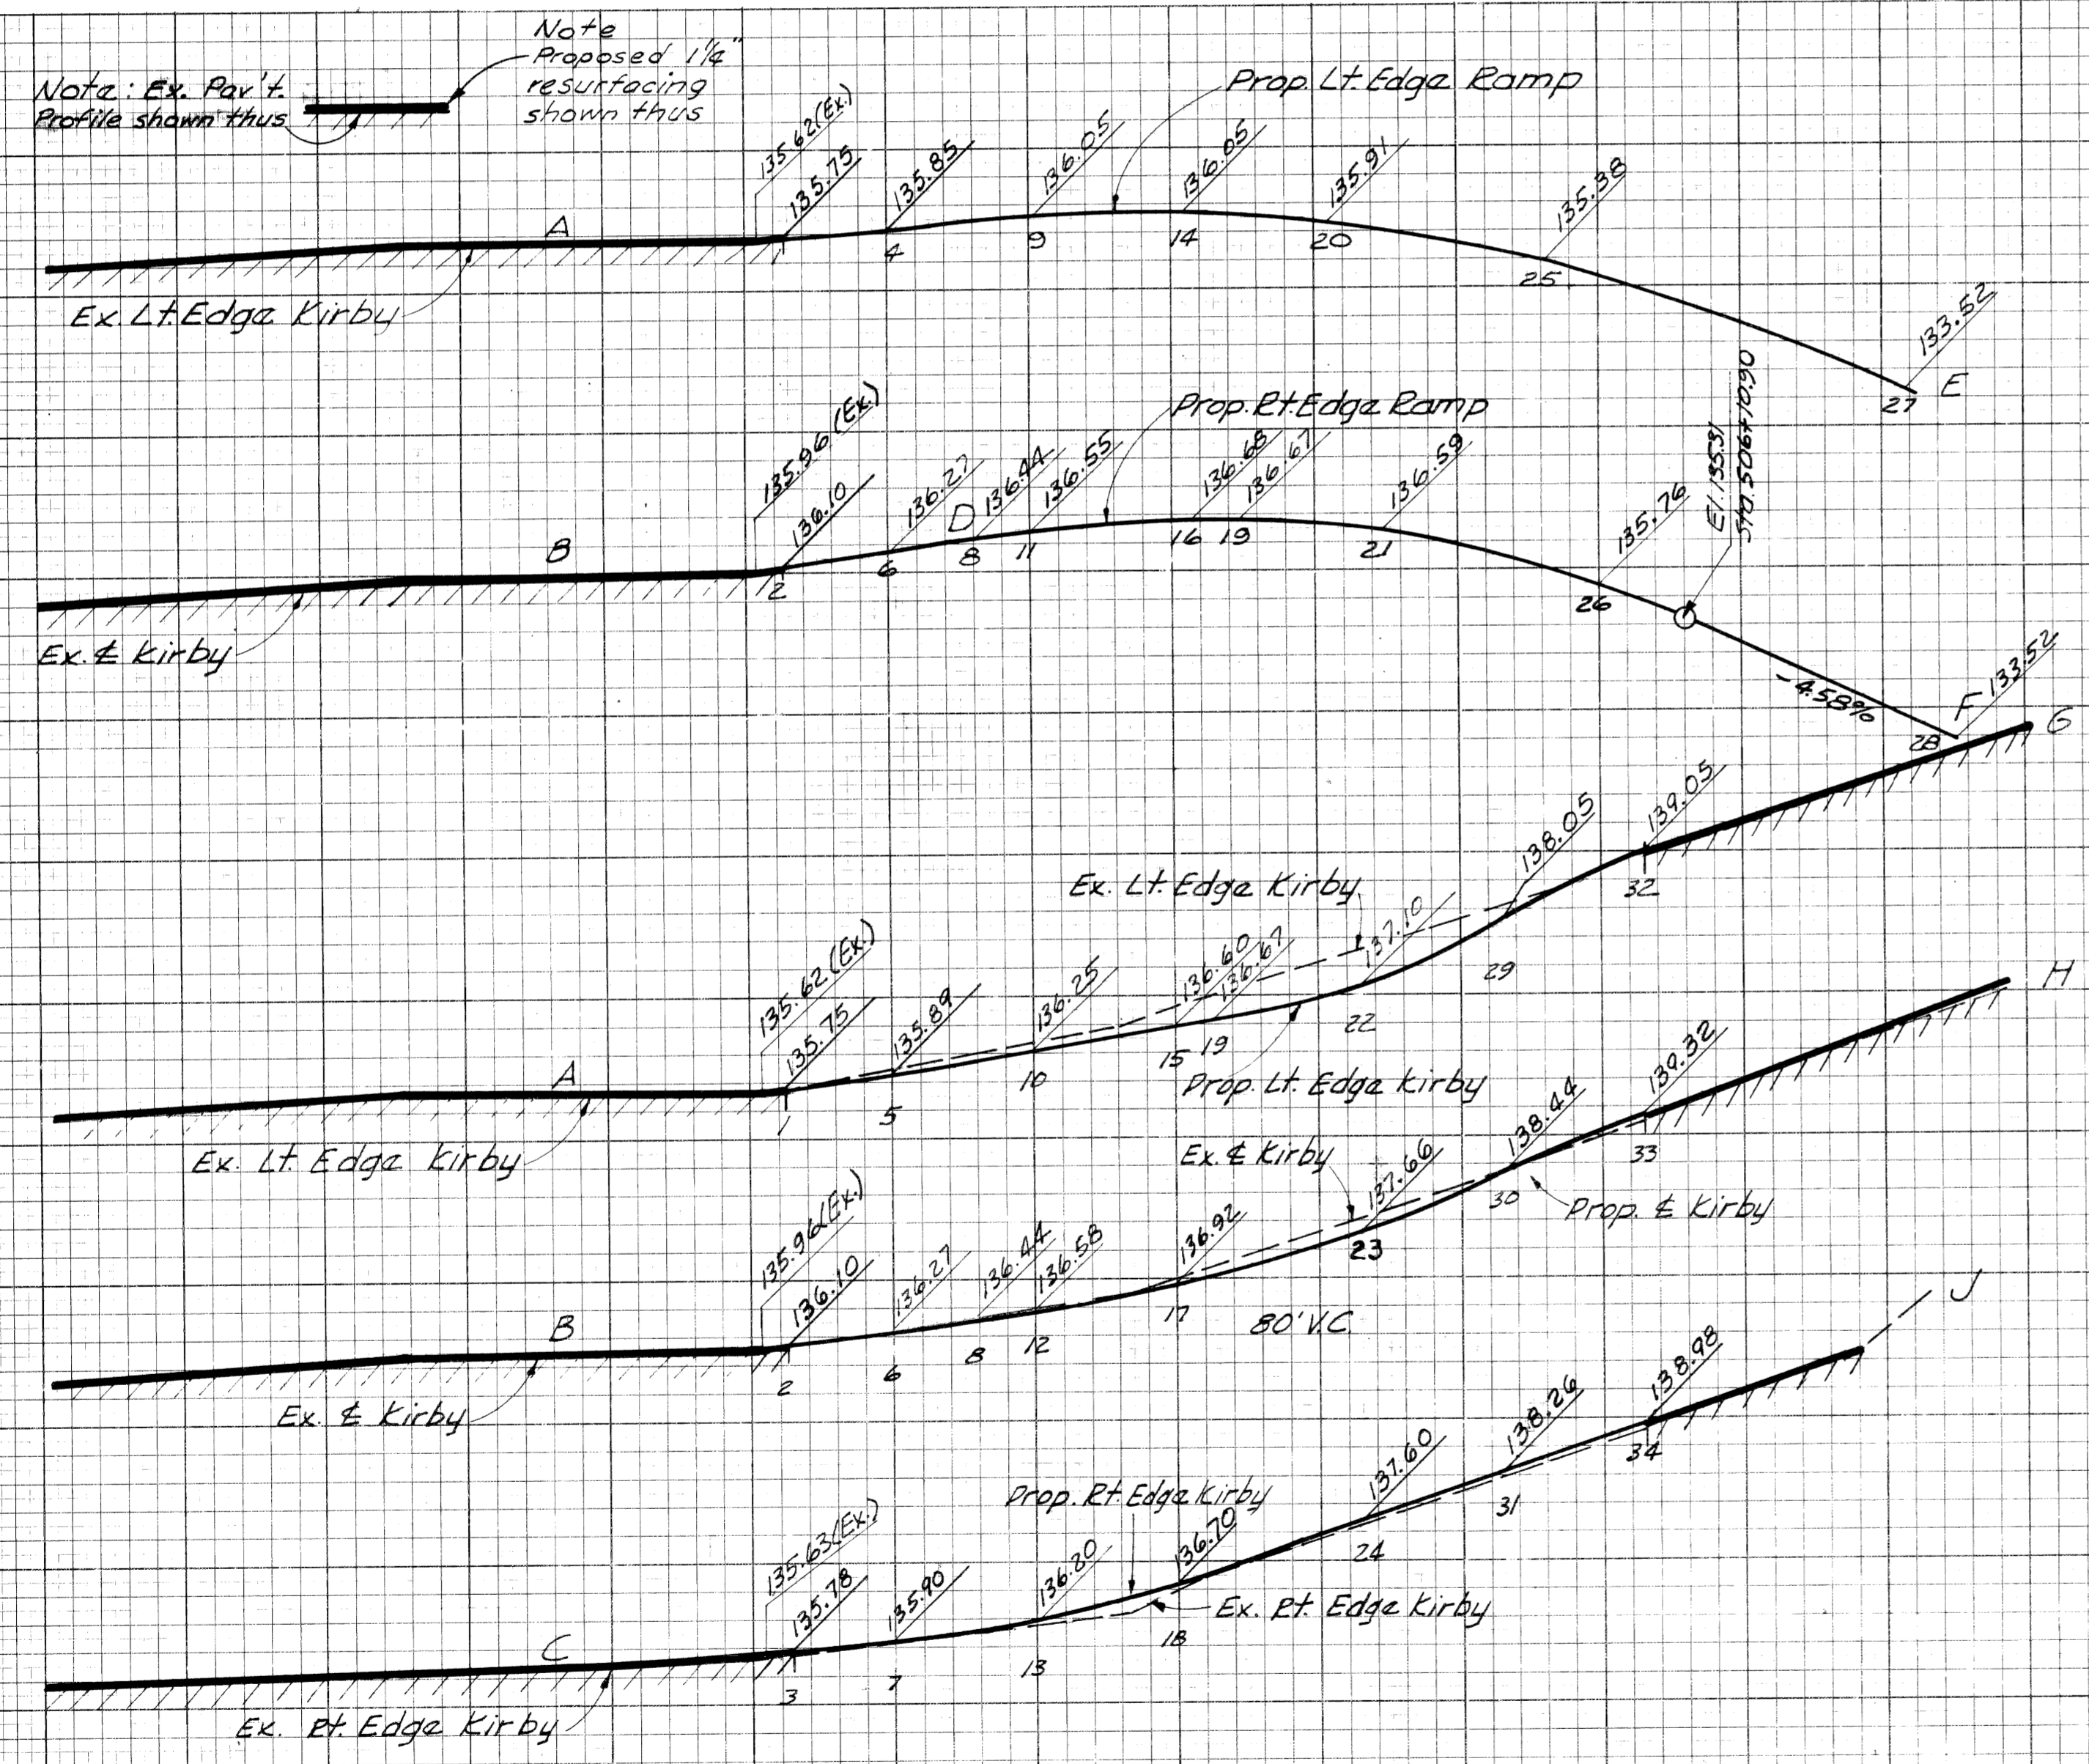 Note: Ex. Pav't.
Profile shown thus
Note
Proposed 1¼"
resurfacing
shown thus
Prop. Lt. Edge Ramp
135.62(Ex.)
135.75
135.85
136.05
136.05
135.91
135.38
133.52
A
1
4
9
14
20
25
27
E
Ex. Lt. Edge Kirby
Prop. Rt. Edge Ramp
135.96(Ex.)
136.10
136.27
D
136.44
136.55
136.68
136.67
136.59
135.76
El. 135.31
Sta. 506+10.90
B
2
6
8
11
16
19
21
26
-4.58%
F
133.52
28
G
Ex. ℄ Kirby
Ex. Lt. Edge Kirby
135.62(Ex.)
135.75
135.89
136.25
136.60
136.67
137.10
138.05
139.05
A
1
5
10
15
19
22
29
32
Ex. Lt. Edge Kirby
Prop. Lt. Edge Kirby
H
Ex. ℄ Kirby
135.96(Ex.)
136.10
136.27
136.44
136.58
136.92
137.66
138.44
139.32
B
2
6
8
12
17
23
30
33
80' V.C.
Prop. ℄ Kirby
Ex. ℄ Kirby
J
Prop. Rt. Edge Kirby
135.63(Ex.)
135.78
135.90
136.20
136.70
137.60
138.26
138.98
C
3
7
13
18
24
31
34
Ex. Rt. Edge Kirby
Ex. Rt. Edge Kirby